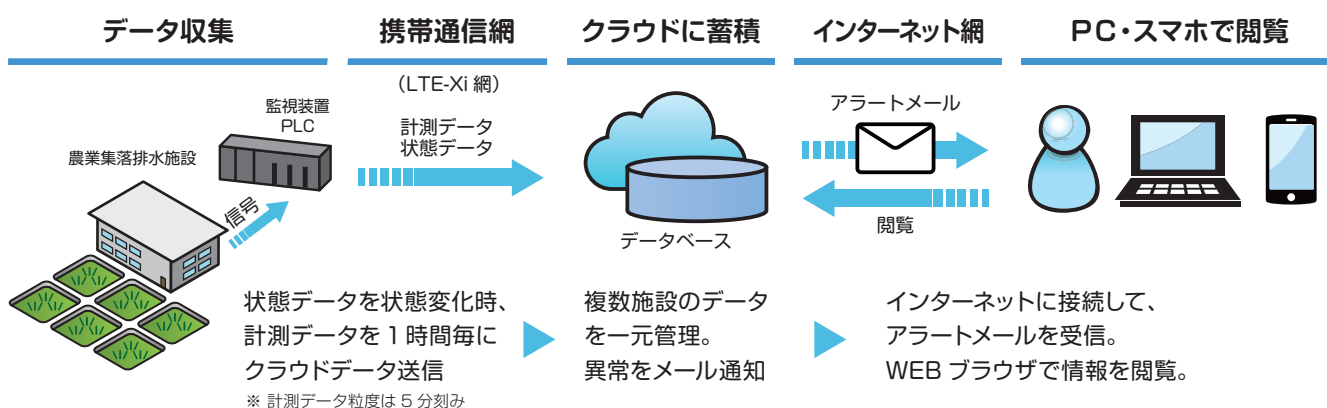 データ収集
携帯通信網
クラウドに蓄積
インターネット網
PC・スマホで閲覧
(LTE-Xi 網)
監視装置
PLC
計測データ
状態データ
アラートメール
農業集落排水施設
信号
閲覧
データベース
状態データを状態変化時、
計測データを1時間毎に
クラウドデータ送信
※ 計測データ粒度は5分刻み
複数施設のデータ
を一元管理。
異常をメール通知
インターネットに接続して、
アラートメールを受信。
WEB ブラウザで情報を閲覧。